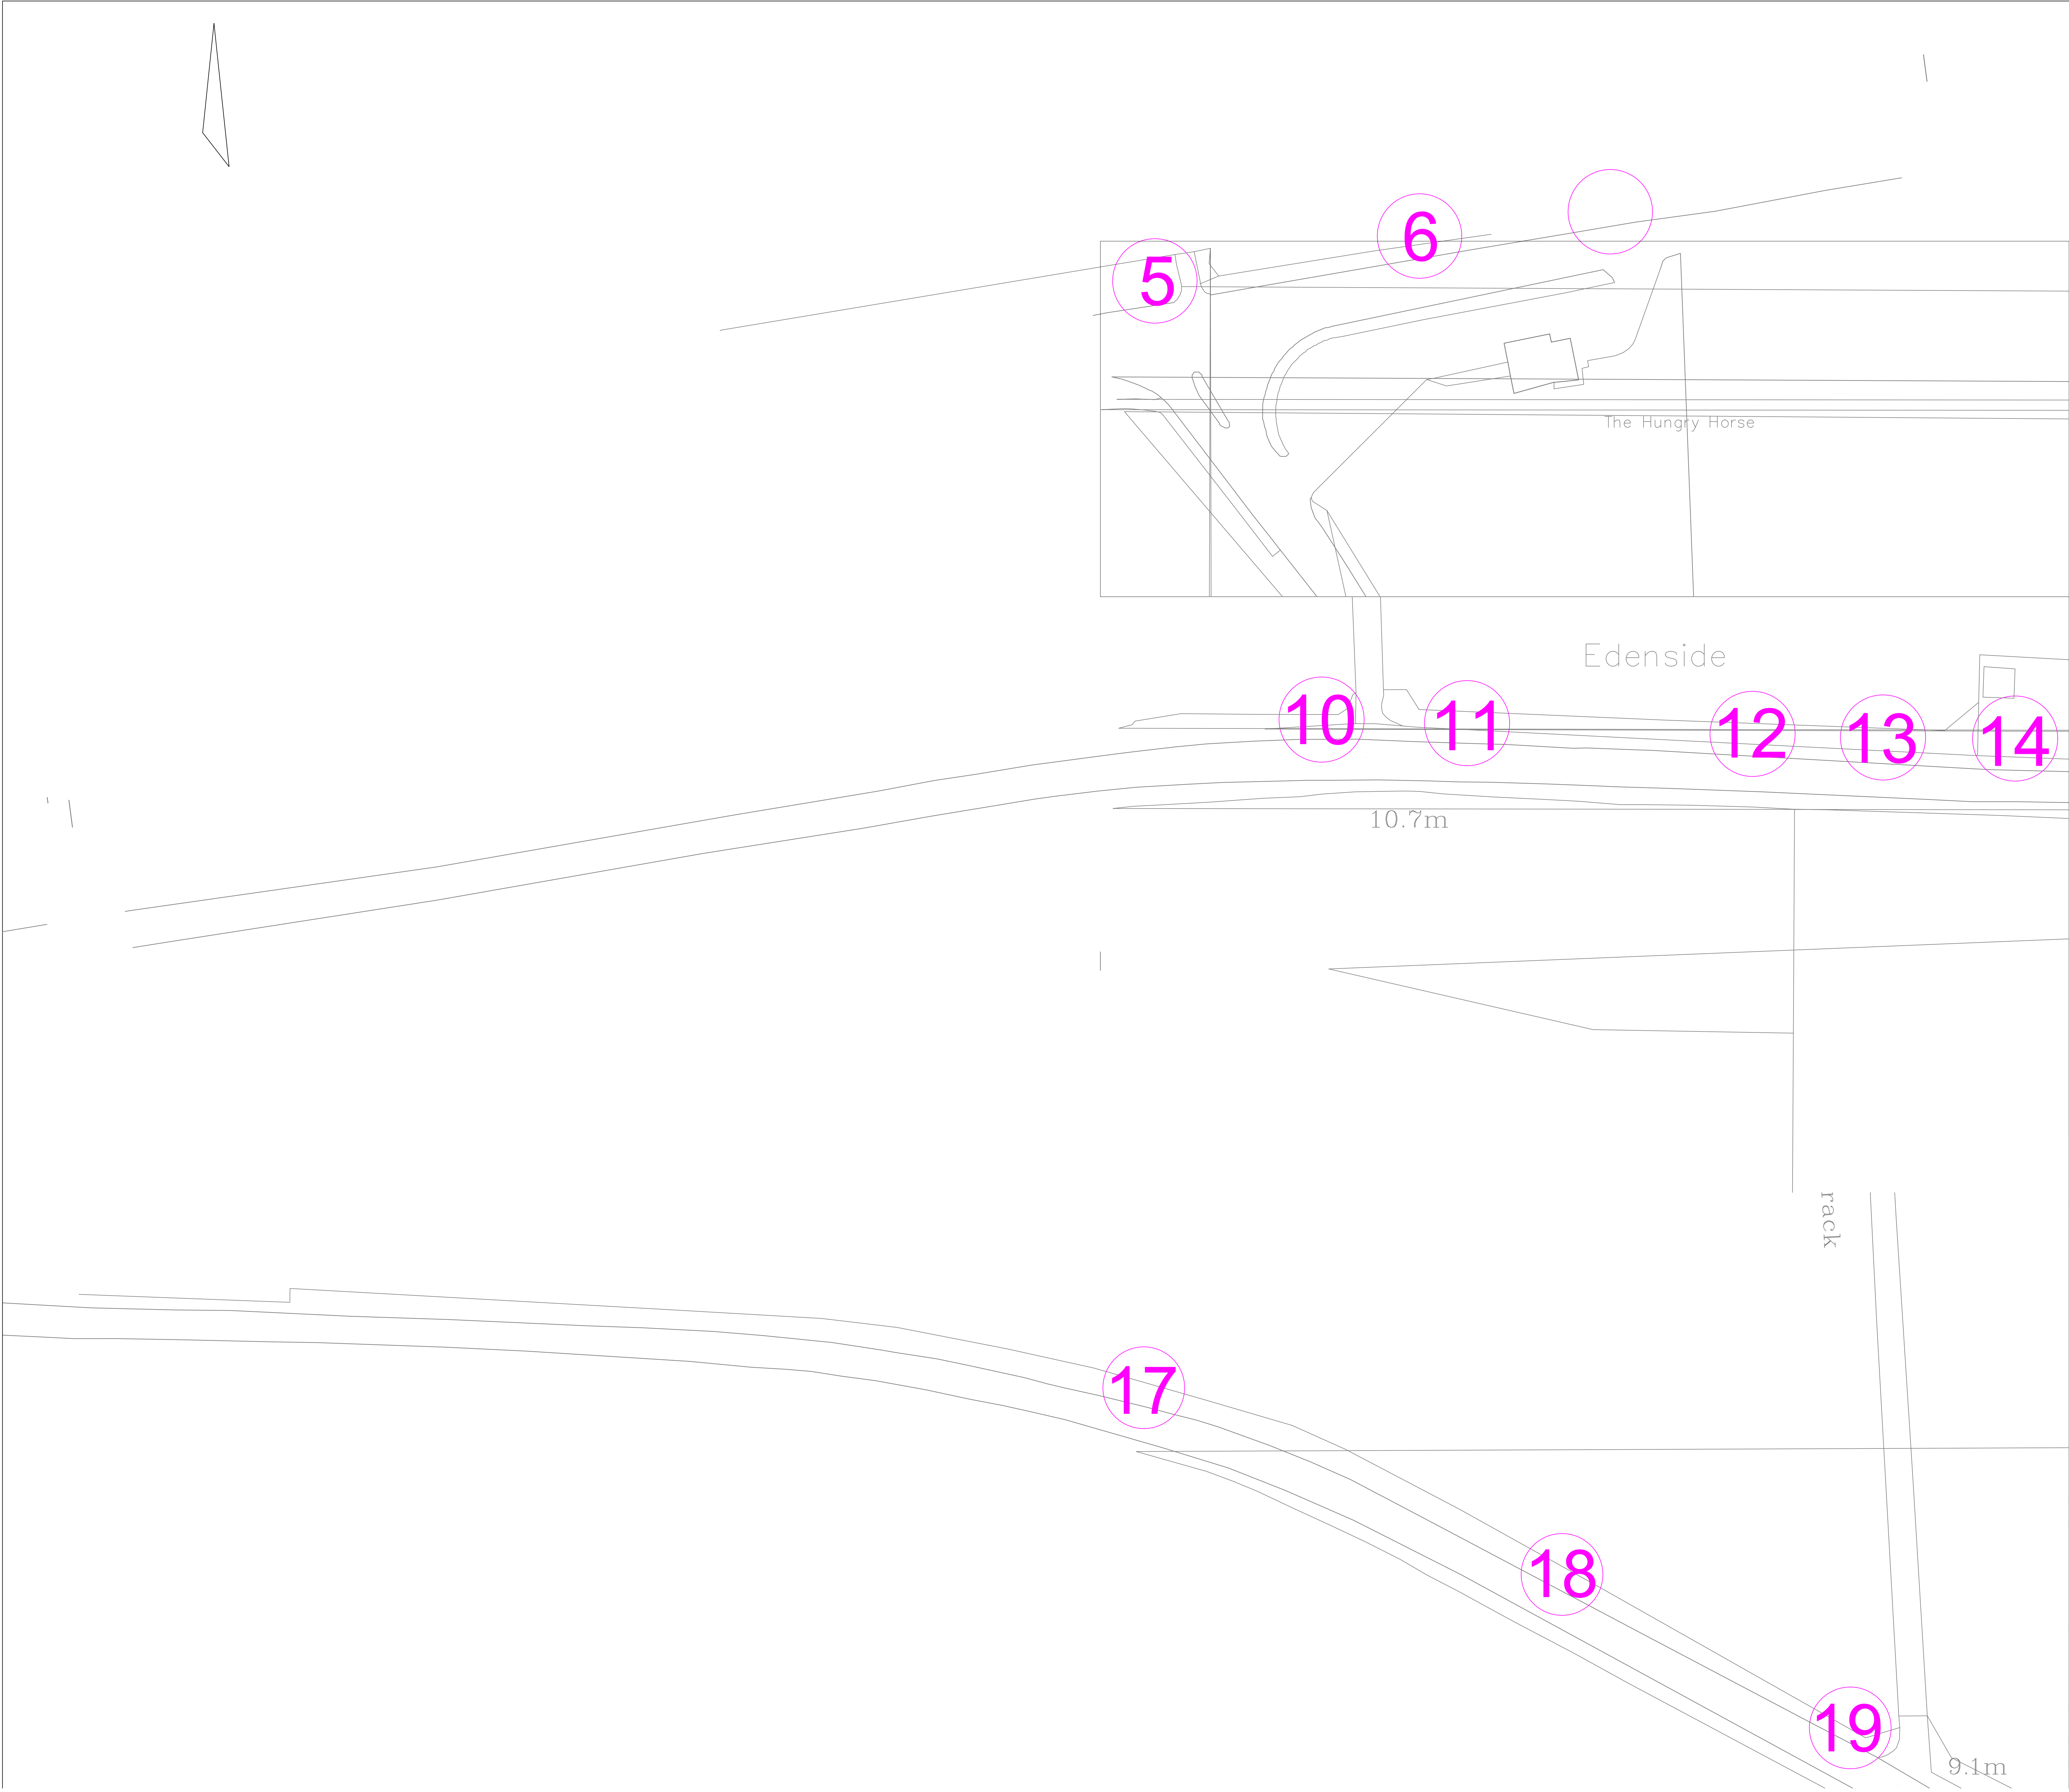 6
5
The Hungry Horse
Edenside
10
11
12
13
14
10.7m
rack
17
18
19
9.1m